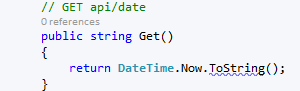 // GET api/date
0 references
public string Get()
{
    return DateTime.Now.ToString();
}